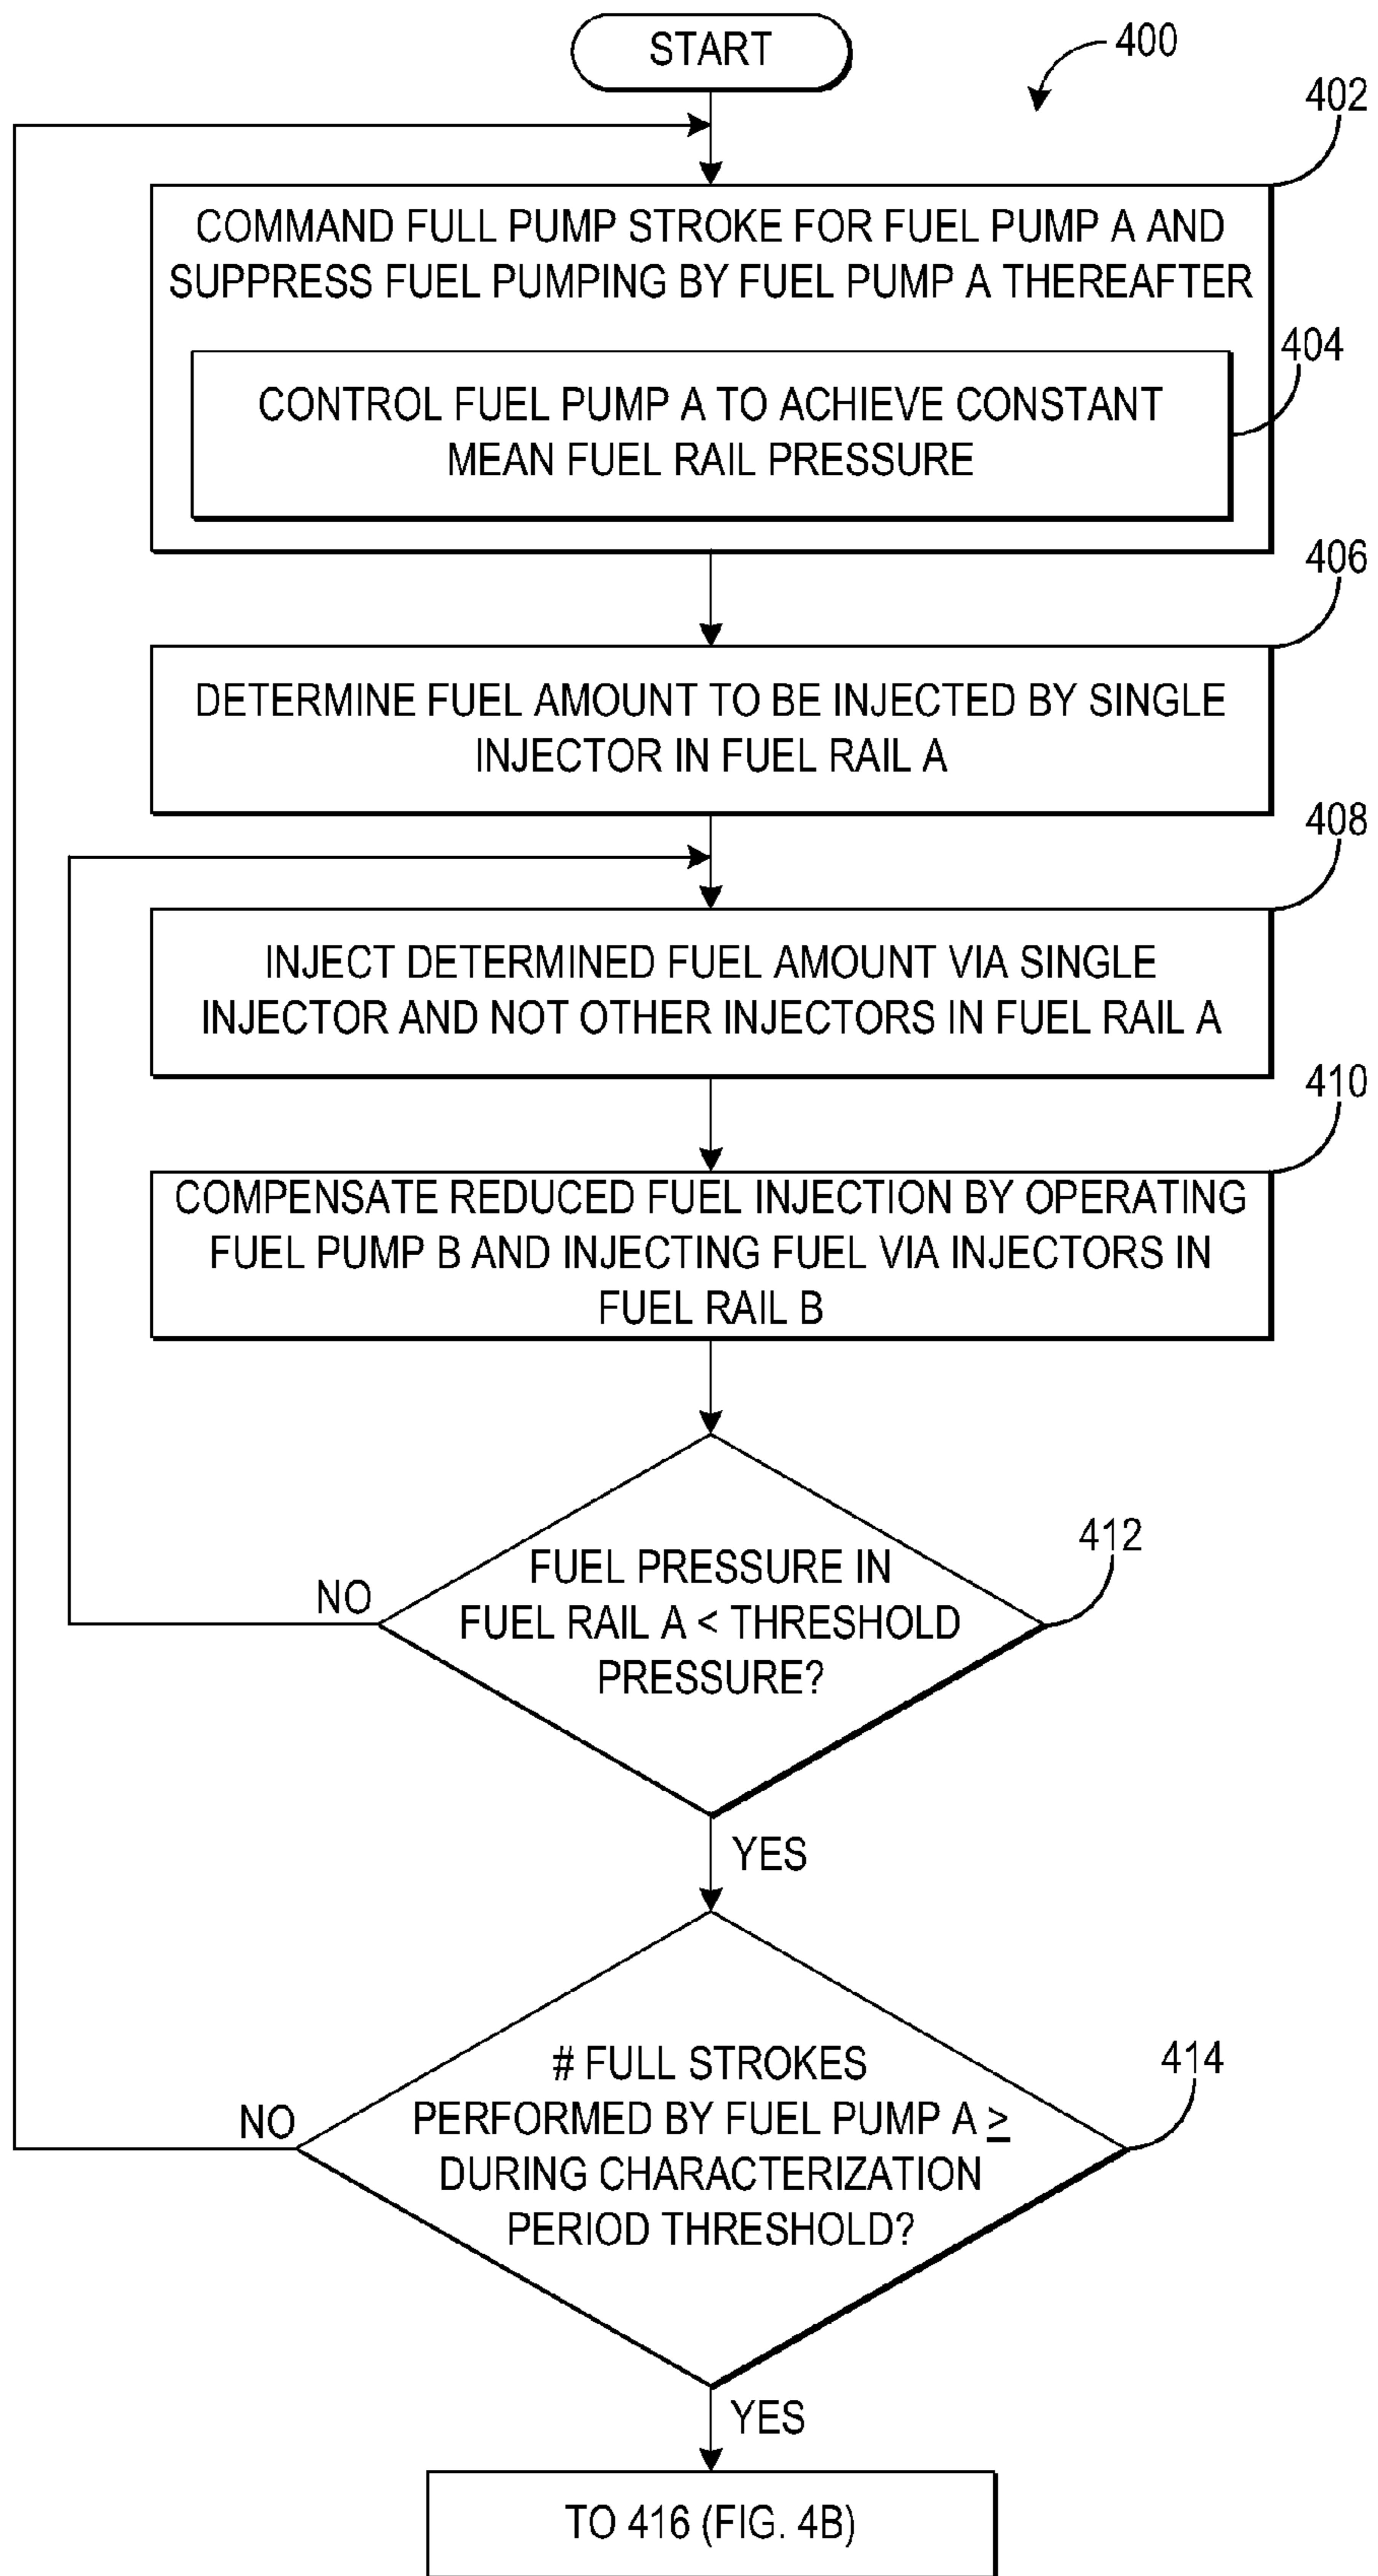 START
400
402
COMMAND FULL PUMP STROKE FOR FUEL PUMP A AND
SUPPRESS FUEL PUMPING BY FUEL PUMP A THEREAFTER
404
CONTROL FUEL PUMP A TO ACHIEVE CONSTANT
MEAN FUEL RAIL PRESSURE
406
DETERMINE FUEL AMOUNT TO BE INJECTED BY SINGLE
INJECTOR IN FUEL RAIL A
408
INJECT DETERMINED FUEL AMOUNT VIA SINGLE
INJECTOR AND NOT OTHER INJECTORS IN FUEL RAIL A
410
COMPENSATE REDUCED FUEL INJECTION BY OPERATING
FUEL PUMP B AND INJECTING FUEL VIA INJECTORS IN
FUEL RAIL B
412
FUEL PRESSURE IN
FUEL RAIL A < THRESHOLD
PRESSURE?
NO
YES
414
# FULL STROKES
PERFORMED BY FUEL PUMP A ≥
DURING CHARACTERIZATION
PERIOD THRESHOLD?
NO
YES
TO 416 (FIG. 4B)